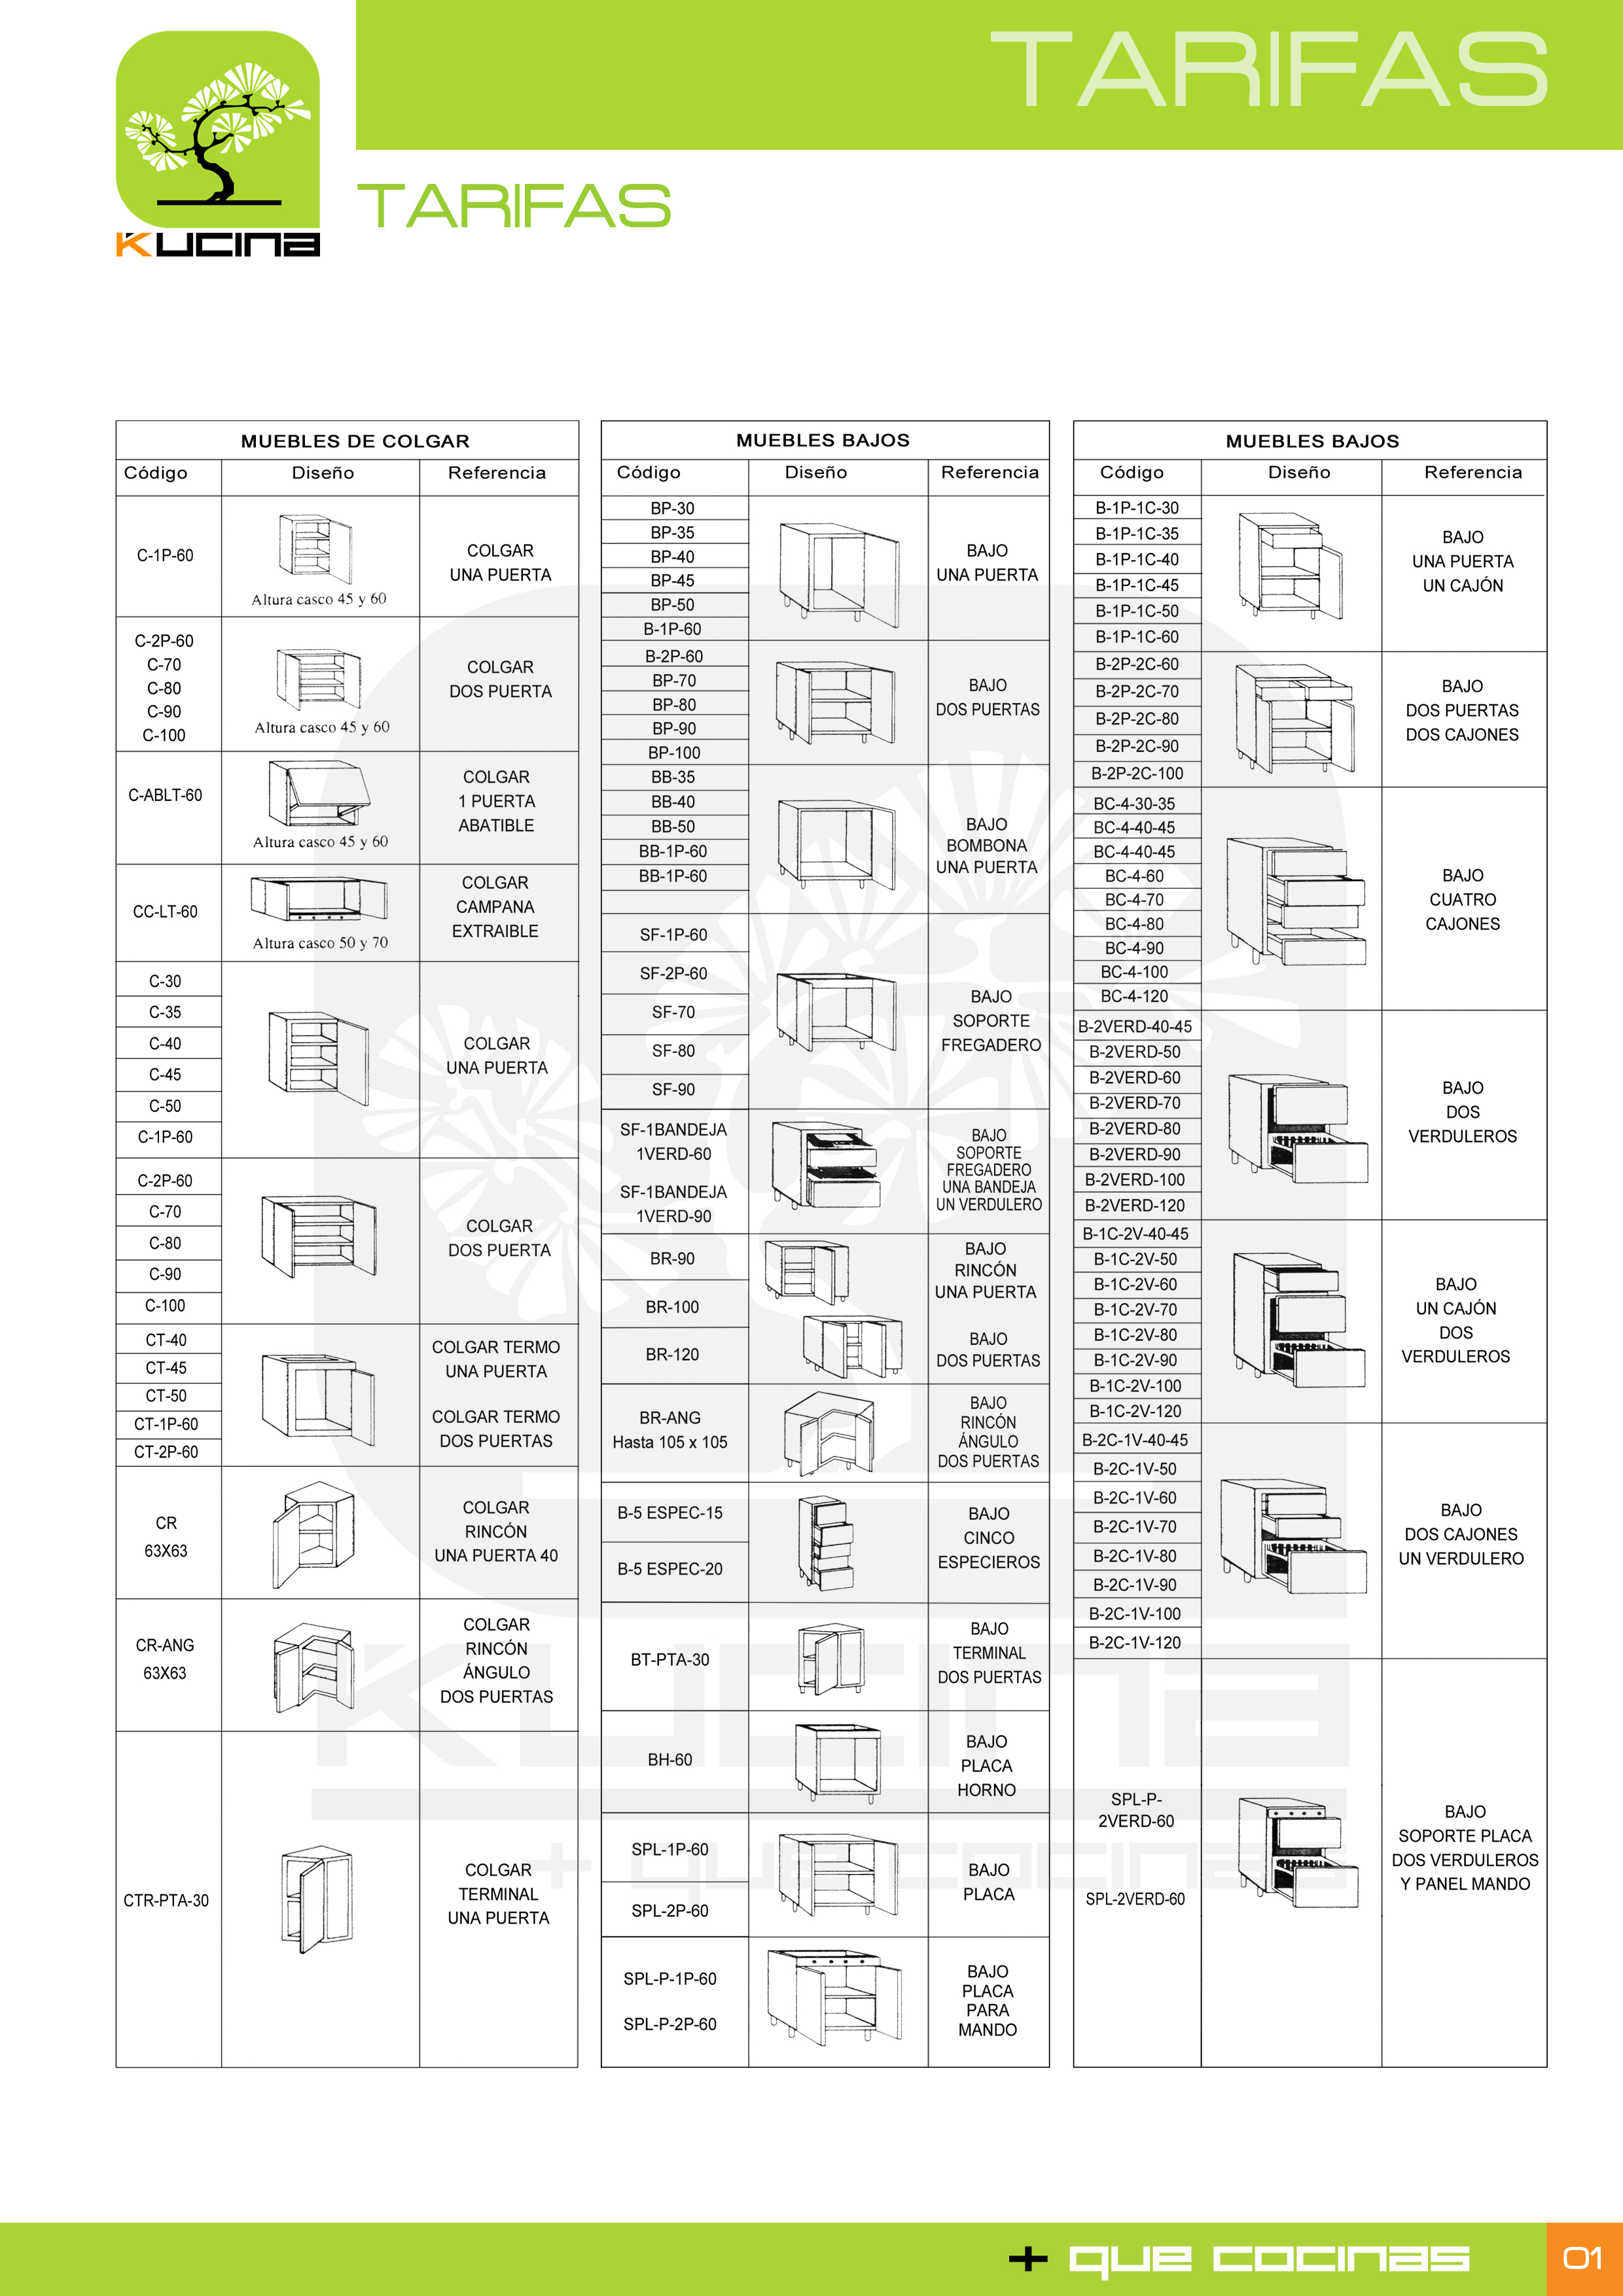 TARIFAS
KUCINA
TARIFAS
MUEBLES DE COLGAR
Código Diseño Referencia
C-1P-60
Altura casco 45 y 60
COLGAR
UNA PUERTA
C-2P-60
C-70
C-80
C-90
C-100
Altura casco 45 y 60
COLGAR
DOS PUERTA
C-ABLT-60
Altura casco 45 y 60
COLGAR
1 PUERTA
ABATIBLE
CC-LT-60
Altura casco 50 y 70
COLGAR
CAMPANA
EXTRAIBLE
C-30
C-35
C-40
C-45
C-50
C-1P-60
COLGAR
UNA PUERTA
C-2P-60
C-70
C-80
C-90
C-100
COLGAR
DOS PUERTA
CT-40
CT-45
CT-50
CT-1P-60
CT-2P-60
COLGAR TERMO
UNA PUERTA
COLGAR TERMO
DOS PUERTAS
CR
63X63
COLGAR
RINCÓN
UNA PUERTA 40
CR-ANG
63X63
COLGAR
RINCÓN
ÁNGULO
DOS PUERTAS
CTR-PTA-30
COLGAR
TERMINAL
UNA PUERTA
MUEBLES BAJOS
Código Diseño Referencia
BP-30
BP-35
BP-40
BP-45
BP-50
B-1P-60
BAJO
UNA PUERTA
B-2P-60
BP-70
BP-80
BP-90
BP-100
BAJO
DOS PUERTAS
BB-35
BB-40
BB-50
BB-1P-60
BB-1P-60
BAJO
BOMBONA
UNA PUERTA
SF-1P-60
SF-2P-60
SF-70
SF-80
SF-90
BAJO
SOPORTE
FREGADERO
SF-1BANDEJA
1VERD-60
SF-1BANDEJA
1VERD-90
BAJO
SOPORTE
FREGADERO
UNA BANDEJA
UN VERDULERO
BR-90
BR-100
BR-120
BAJO
RINCÓN
UNA PUERTA
BAJO
DOS PUERTAS
BR-ANG
Hasta 105 x 105
BAJO
RINCÓN
ÁNGULO
DOS PUERTAS
B-5 ESPEC-15
B-5 ESPEC-20
BAJO
CINCO
ESPECIEROS
BT-PTA-30
BAJO
TERMINAL
DOS PUERTAS
BH-60
BAJO
PLACA
HORNO
SPL-1P-60
SPL-2P-60
BAJO
PLACA
SPL-P-1P-60
SPL-P-2P-60
BAJO
PLACA
PARA
MANDO
MUEBLES BAJOS
Código Diseño Referencia
B-1P-1C-30
B-1P-1C-35
B-1P-1C-40
B-1P-1C-45
B-1P-1C-50
B-1P-1C-60
BAJO
UNA PUERTA
UN CAJÓN
B-2P-2C-60
B-2P-2C-70
B-2P-2C-80
B-2P-2C-90
B-2P-2C-100
BAJO
DOS PUERTAS
DOS CAJONES
BC-4-30-35
BC-4-40-45
BC-4-40-45
BC-4-60
BC-4-70
BC-4-80
BC-4-90
BC-4-100
BC-4-120
BAJO
CUATRO
CAJONES
B-2VERD-40-45
B-2VERD-50
B-2VERD-60
B-2VERD-70
B-2VERD-80
B-2VERD-90
B-2VERD-100
B-2VERD-120
BAJO
DOS
VERDULEROS
B-1C-2V-40-45
B-1C-2V-50
B-1C-2V-60
B-1C-2V-70
B-1C-2V-80
B-1C-2V-90
B-1C-2V-100
B-1C-2V-120
BAJO
UN CAJÓN
DOS
VERDULEROS
B-2C-1V-40-45
B-2C-1V-50
B-2C-1V-60
B-2C-1V-70
B-2C-1V-80
B-2C-1V-90
B-2C-1V-100
B-2C-1V-120
BAJO
DOS CAJONES
UN VERDULERO
SPL-P-
2VERD-60
SPL-2VERD-60
BAJO
SOPORTE PLACA
DOS VERDULEROS
Y PANEL MANDO
KUCINA
+ que cocinas
+ que cocinas 01